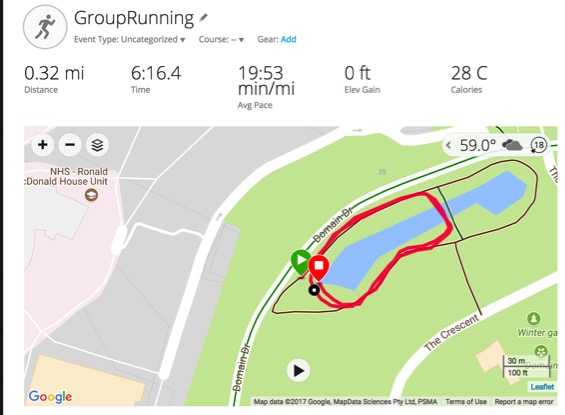 GroupRunning
Event Type: Uncategorized Course: -- Gear: Add
0.32 mi
Distance
6:16.4
Time
19:53
min/mi
Avg Pace
0 ft
Elev Gain
28 C
Calories
+ −
59.0°
18
NHS - Ronald
cDonald House Unit
35
Domain Dr
The
Domain Dr
The Crescent
Winter ga
30 m
100 ft
Leaflet
Google
Map data ©2017 Google, MapData Sciences Pty Ltd, PSMA Terms of Use Report a map error